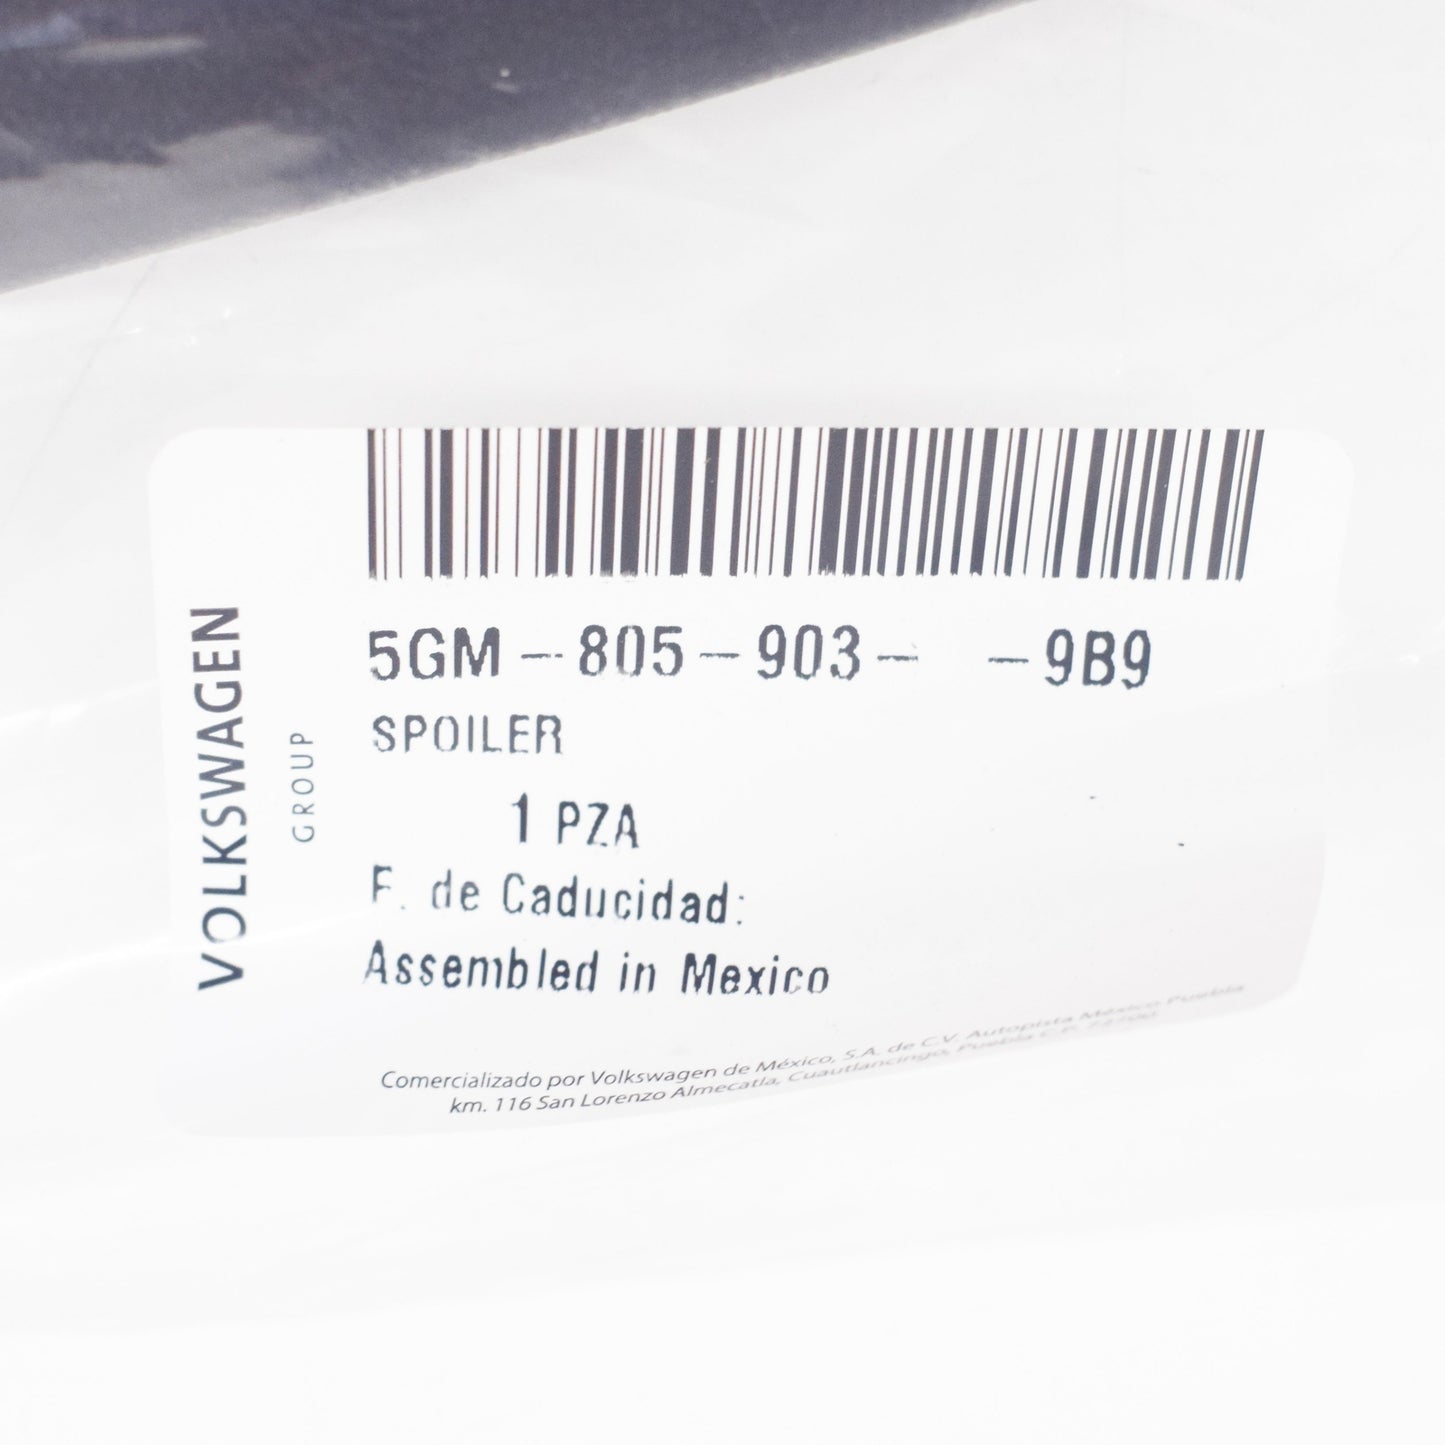 VOLKSWAGEN
GROUP
5GM-805-903- -9B9
SPOILER
1 PZA
F. de Caducidad:
Assembled in Mexico
Comercializado por Volkswagen de México, S.A. de C.V. Autopista México Puebla
km. 116 San Lorenzo Almecatla, Cuautlancingo, Puebla C.P. 72700